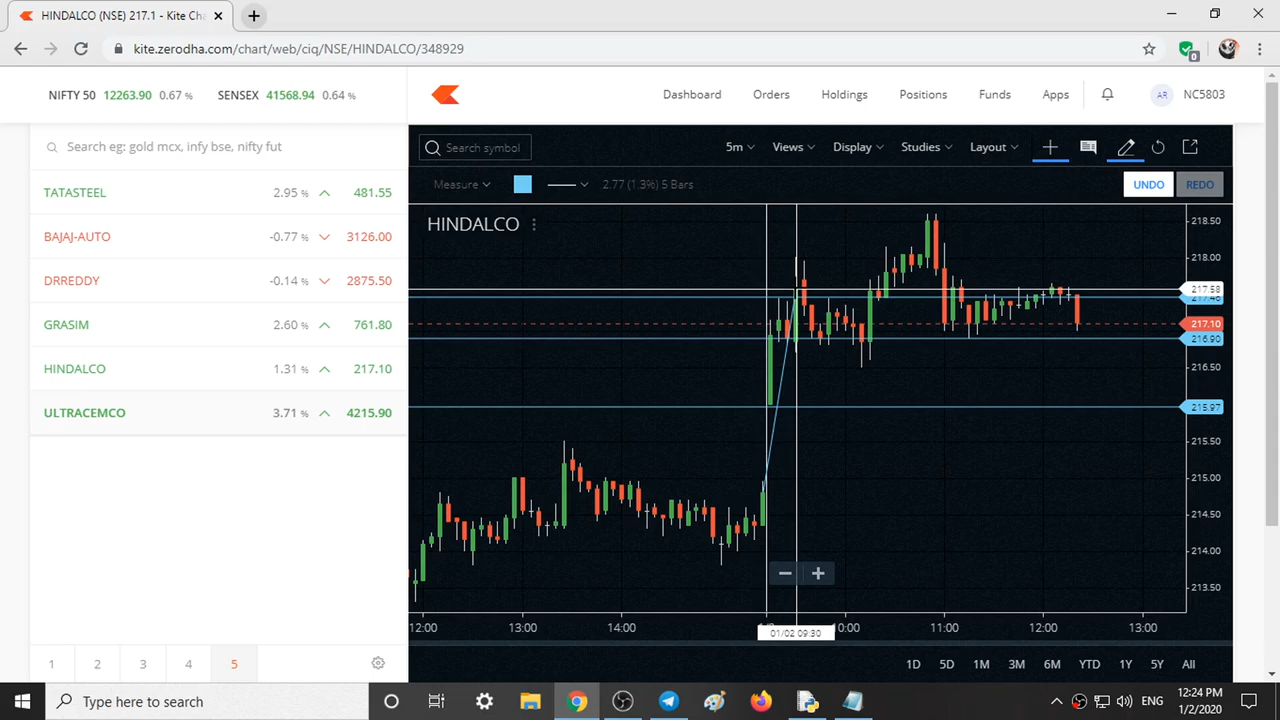 HINDALCO (NSE) 217.1 - Kite Cha
kite.zerodha.com/chart/web/ciq/NSE/HINDALCO/348929
0
NIFTY 50 12263.90 0.67 % SENSEX 41568.94 0.64 %
Dashboard Orders Holdings Positions Funds Apps AR NC5803
Search eg: gold mcx, infy bse, nifty fut
Search symbol 5m Views Display Studies Layout
Measure 2.77 (1.3%) 5 Bars UNDO REDO
TATASTEEL 2.95 % 481.55
BAJAJ-AUTO -0.77 % 3126.00
DRREDDY -0.14 % 2875.50
GRASIM 2.60 % 761.80
HINDALCO 1.31 % 217.10
ULTRACEMCO 3.71 % 4215.90
HINDALCO
218.50
218.00
217.58
217.10
216.90
216.50
215.97
215.50
215.00
214.50
214.00
213.50
12:00 13:00 14:00 01/02 09:30 10:00 11:00 12:00 13:00
1D 5D 1M 3M 6M YTD 1Y 5Y All
1 2 3 4 5
Type here to search
ENG
12:24 PM
1/2/2020